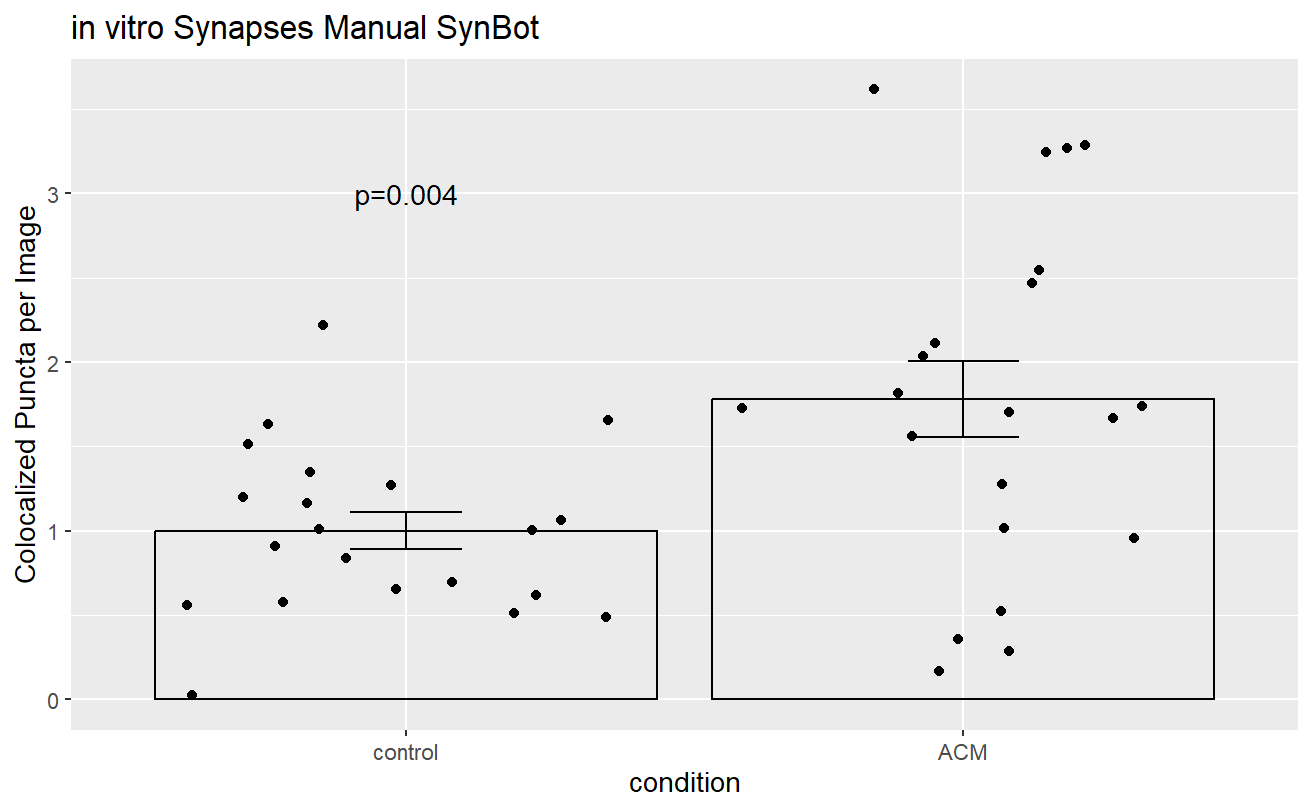 in vitro Synapses Manual SynBot
Colocalized Puncta per Image
3
2
1
0
p=0.004
control
ACM
condition